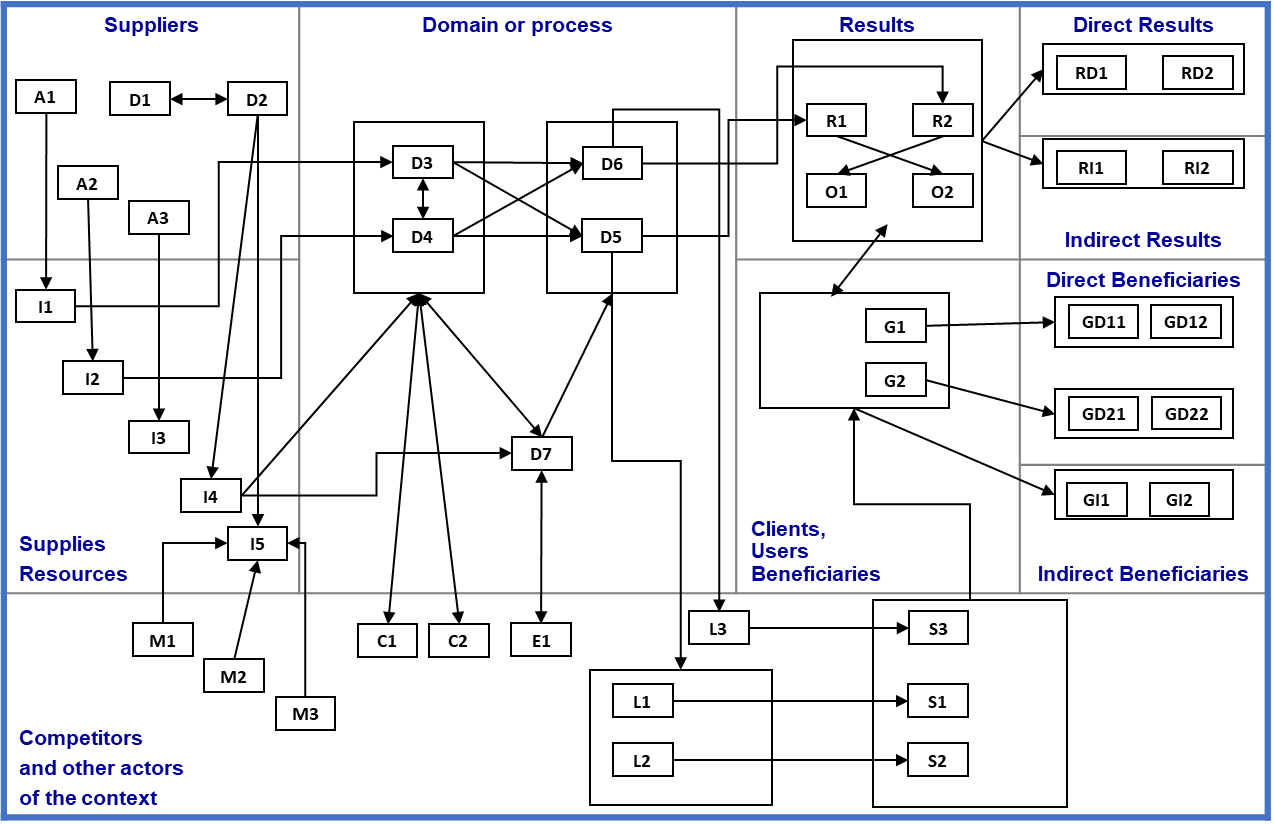 Suppliers
Domain or process
Results
Direct Results
A1
D1
D2
RD1
RD2
D3
D6
R1
R2
RI1
RI2
A2
A3
D4
D5
O1
O2
Indirect Results
Direct Beneficiaries
I1
G1
GD11
GD12
I2
G2
GD21
GD22
I3
D7
I4
GI1
GI2
I5
Supplies
Resources
Clients,
Users
Beneficiaries
Indirect Beneficiaries
M1
C1
C2
E1
L3
S3
M2
M3
L1
S1
L2
S2
Competitors
and other actors
of the context